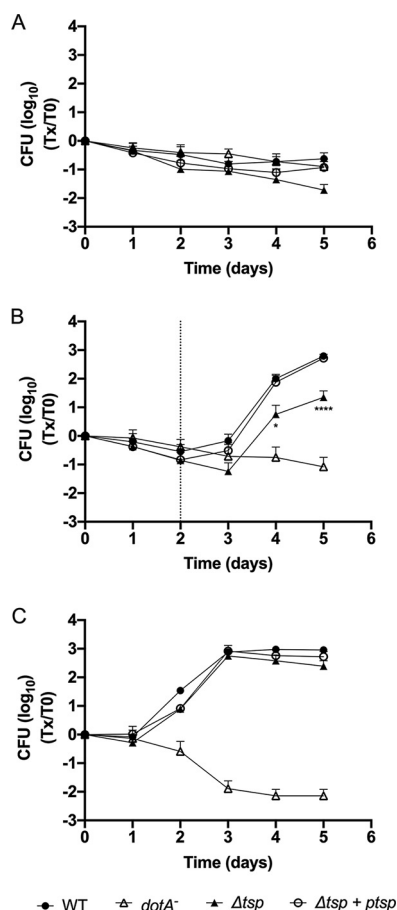 A
4
3
2
1
0
-1
-2
-3
CFU (log10)
(Tx/T0)
0 1 2 3 4 5 6
Time (days)
B
4
3
2
1
0
-1
-2
-3
CFU (log10)
(Tx/T0)
*
****
0 1 2 3 4 5 6
Time (days)
C
4
3
2
1
0
-1
-2
-3
CFU (log10)
(Tx/T0)
0 1 2 3 4 5 6
Time (days)
WT dotA- Δtsp Δtsp + ptsp